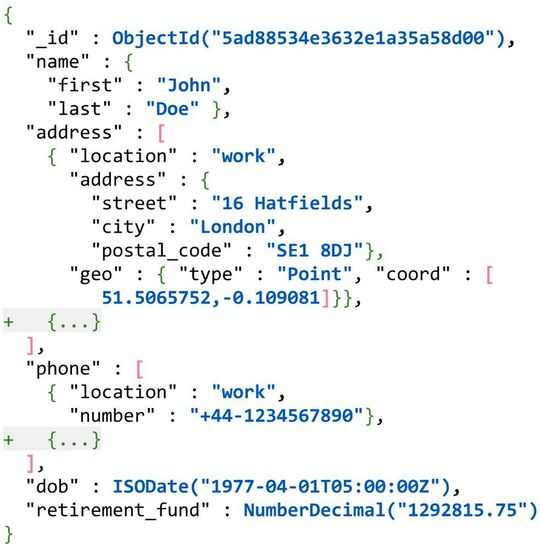 {
"_id" : ObjectId("5ad88534e3632e1a35a58d00"),
"name" : {
"first" : "John",
"last" : "Doe" },
"address" : [
{ "location" : "work",
"address" : {
"street" : "16 Hatfields",
"city" : "London",
"postal_code" : "SE1 8DJ"},
"geo" : { "type" : "Point", "coord" : [
51.5065752,-0.109081]}},
+ {...}
],
"phone" : [
{ "location" : "work",
"number" : "+44-1234567890"},
+ {...}
],
"dob" : ISODate("1977-04-01T05:00:00Z"),
"retirement_fund" : NumberDecimal("1292815.75")
}